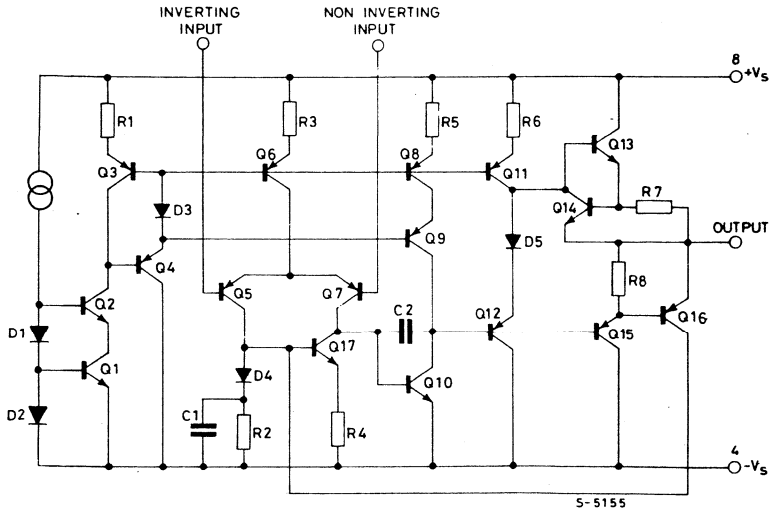 INVERTING
INPUT
NON INVERTING
INPUT
8
+Vs
R1
R3
R5
R6
Q13
Q3
Q6
Q8
Q11
R7
D3
Q14
OUTPUT
Q9
D5
Q4
R8
Q5
Q7
Q2
C2
Q12
Q16
D1
Q17
Q15
Q1
D4
Q10
D2
C1
R2
R4
4
-Vs
S-5155